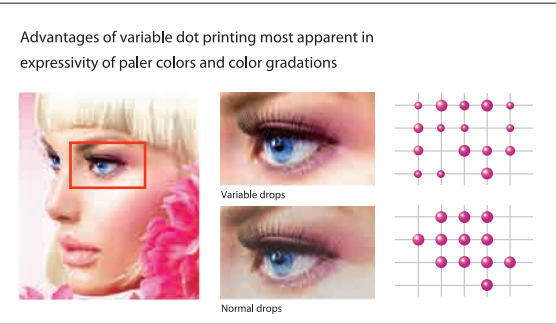 Advantages of variable dot printing most apparent in
expressivity of paler colors and color gradations
Variable drops
Normal drops